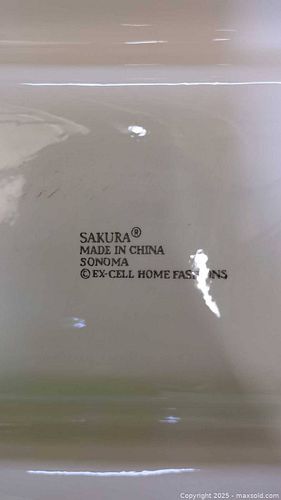 SAKURA®
MADE IN CHINA
SONOMA
© EX-CELL HOME FASHIONS
Copyright 2025 - maxsold.com